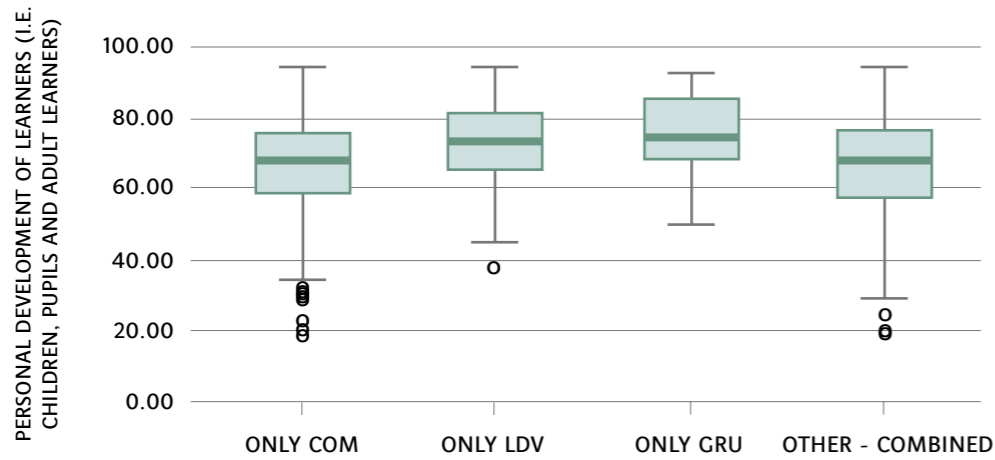 PERSONAL DEVELOPMENT OF LEARNERS (I.E.
CHILDREN, PUPILS AND ADULT LEARNERS)
100.00
80.00
60.00
40.00
20.00
0.00
ONLY COM
ONLY LDV
ONLY GRU
OTHER - COMBINED